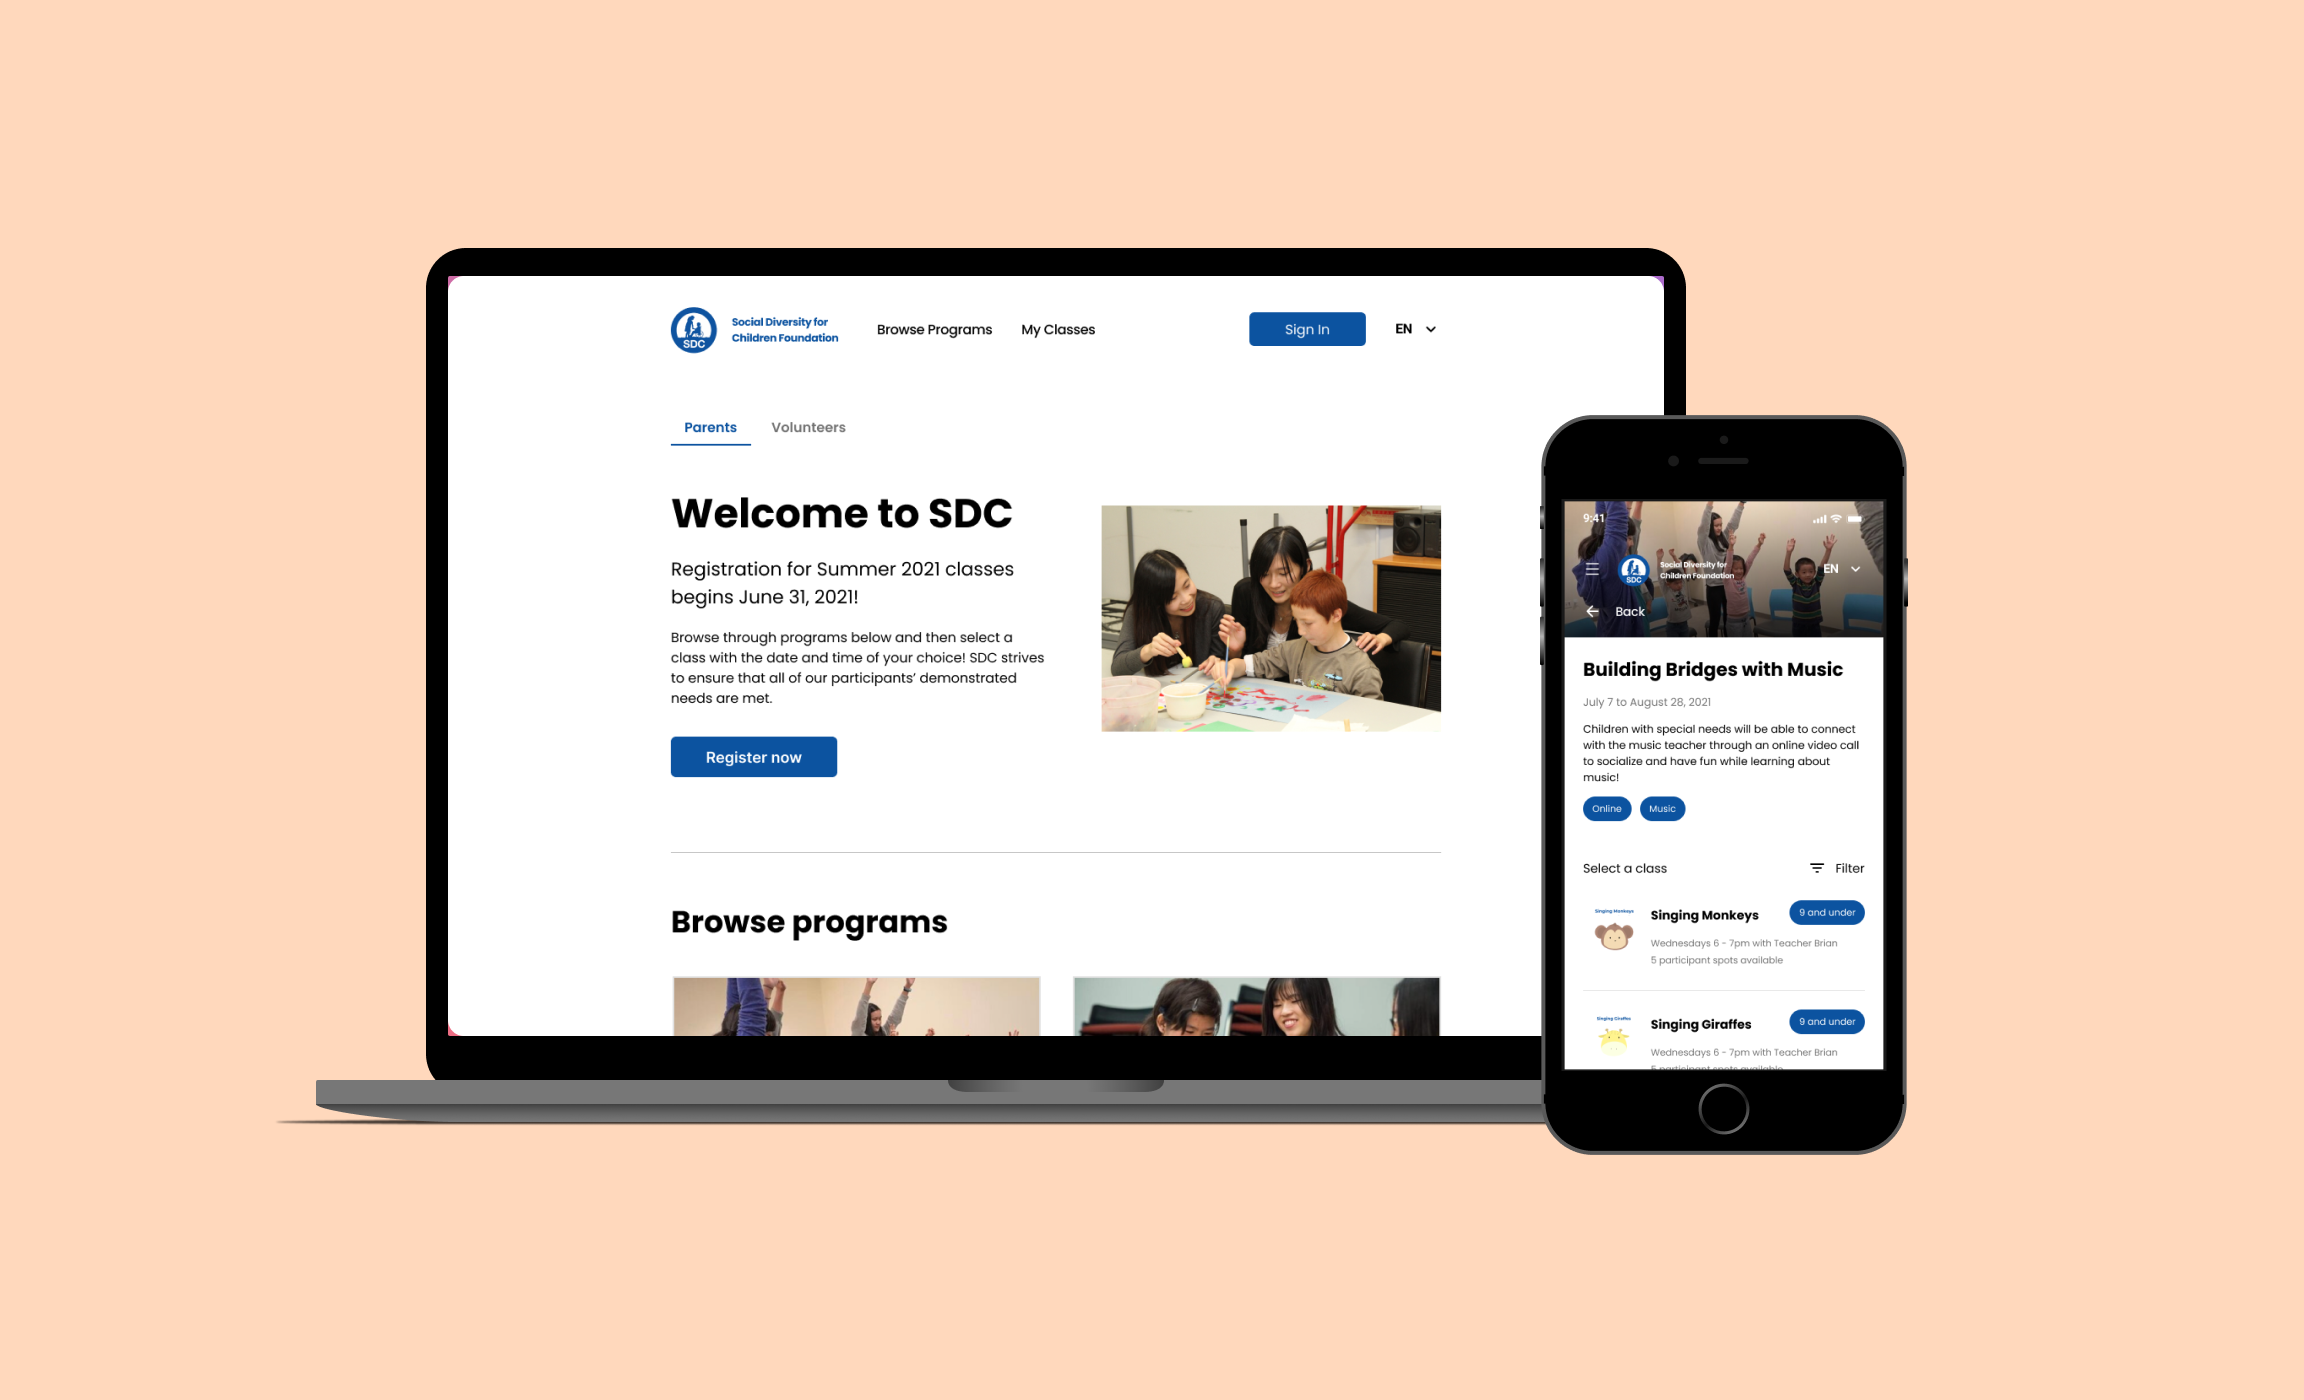 SDC
Social Diversity for
Children Foundation
Browse Programs
My Classes
Sign In
EN
Parents
Volunteers
Welcome to SDC
Registration for Summer 2021 classes
begins June 31, 2021!
Browse through programs below and then select a
class with the date and time of your choice! SDC strives
to ensure that all of our participants’ demonstrated
needs are met.
Register now
Browse programs
9:41
SDC
Social Diversity for
Children Foundation
EN
Back
Building Bridges with Music
July 7 to August 28, 2021
Children with special needs will be able to connect
with the music teacher through an online video call
to socialize and have fun while learning about
music!
Online
Music
Select a class
Filter
Singing Monkeys
Singing Monkeys
9 and under
Wednesdays 6 - 7pm with Teacher Brian
5 participant spots available
Singing Giraffes
Singing Giraffes
9 and under
Wednesdays 6 - 7pm with Teacher Brian
5 participant spots available